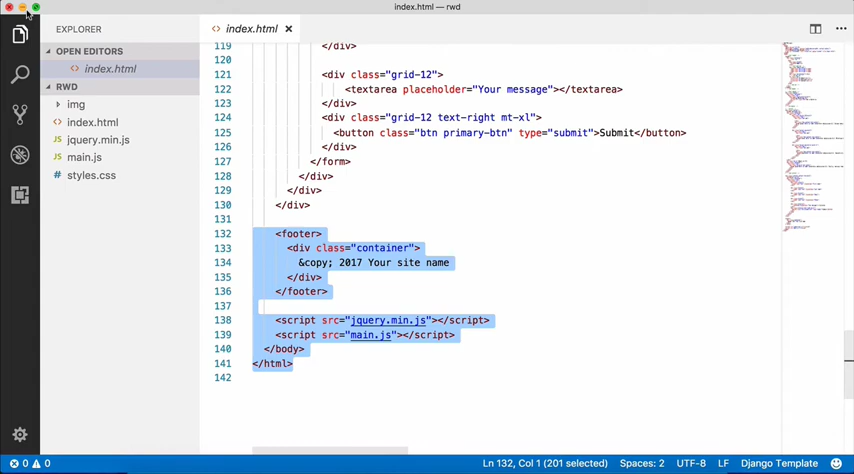 index.html — rwd
EXPLORER
OPEN EDITORS
<> index.html
RWD
img
<> index.html
JS jquery.min.js
JS main.js
# styles.css
<> index.html ×
119 </div>
120
121 <div class="grid-12">
122 <textarea placeholder="Your message"></textarea>
123 </div>
124 <div class="grid-12 text-right mt-xl">
125 <button class="btn primary-btn" type="submit">Submit</button>
126 </div>
127 </form>
128 </div>
129 </div>
130 </div>
131
132 <footer>
133 <div class="container">
134 &copy; 2017 Your site name
135 </div>
136 </footer>
137
138 <script src="jquery.min.js"></script>
139 <script src="main.js"></script>
140 </body>
141 </html>
142
0 0 Ln 132, Col 1 (201 selected) Spaces: 2 UTF-8 LF Django Template